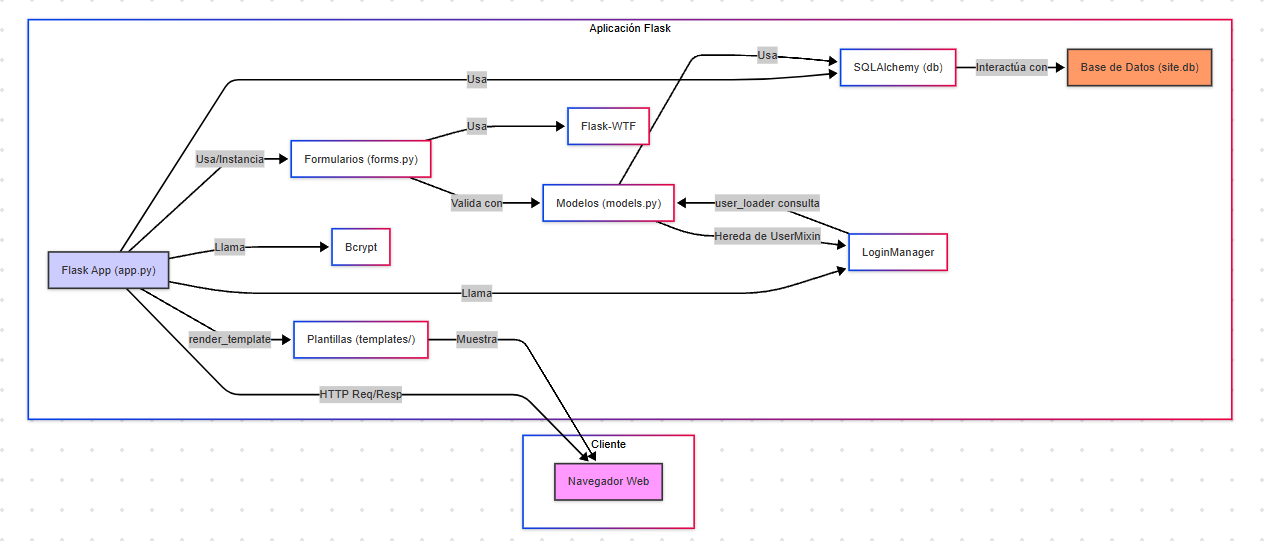 Aplicación Flask
Usa
SQLAlchemy (db)
Interactúa con
Base de Datos (site.db)
Usa
Usa
Flask-WTF
Usa/Instancia
Formularios (forms.py)
Valida con
Modelos (models.py)
user_loader consulta
Hereda de UserMixin
Llama
Bcrypt
LoginManager
Flask App (app.py)
Llama
render_template
Plantillas (templates/)
Muestra
HTTP Req/Resp
Cliente
Navegador Web